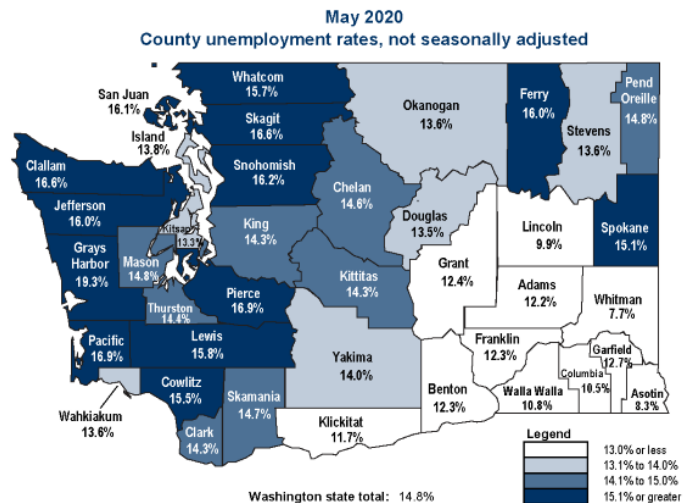 May 2020
County unemployment rates, not seasonally adjusted
Whatcom
15.7%
San Juan
16.1%
Skagit
16.6%
Island
13.8%
Snohomish
16.2%
Okanogan
13.6%
Ferry
16.0%
Stevens
13.6%
Pend
Oreille
14.8%
Clallam
16.6%
Jefferson
16.0%
Chelan
14.6%
Douglas
13.5%
Lincoln
9.9%
Spokane
15.1%
Kitsap
13.3%
King
14.3%
Grays
Harbor
19.3%
Mason
14.8%
Kittitas
14.3%
Grant
12.4%
Adams
12.2%
Whitman
7.7%
Thurston
14.4%
Pierce
16.9%
Pacific
16.9%
Lewis
15.8%
Yakima
14.0%
Franklin
12.3%
Garfield
12.7%
Columbia
10.5%
Walla Walla
10.8%
Asotin
8.3%
Benton
12.3%
Wahkiakum
13.6%
Cowlitz
15.5%
Skamania
14.7%
Clark
14.3%
Klickitat
11.7%
Legend
13.0% or less
13.1% to 14.0%
14.1% to 15.0%
15.1% or greater
Washington state total: 14.8%